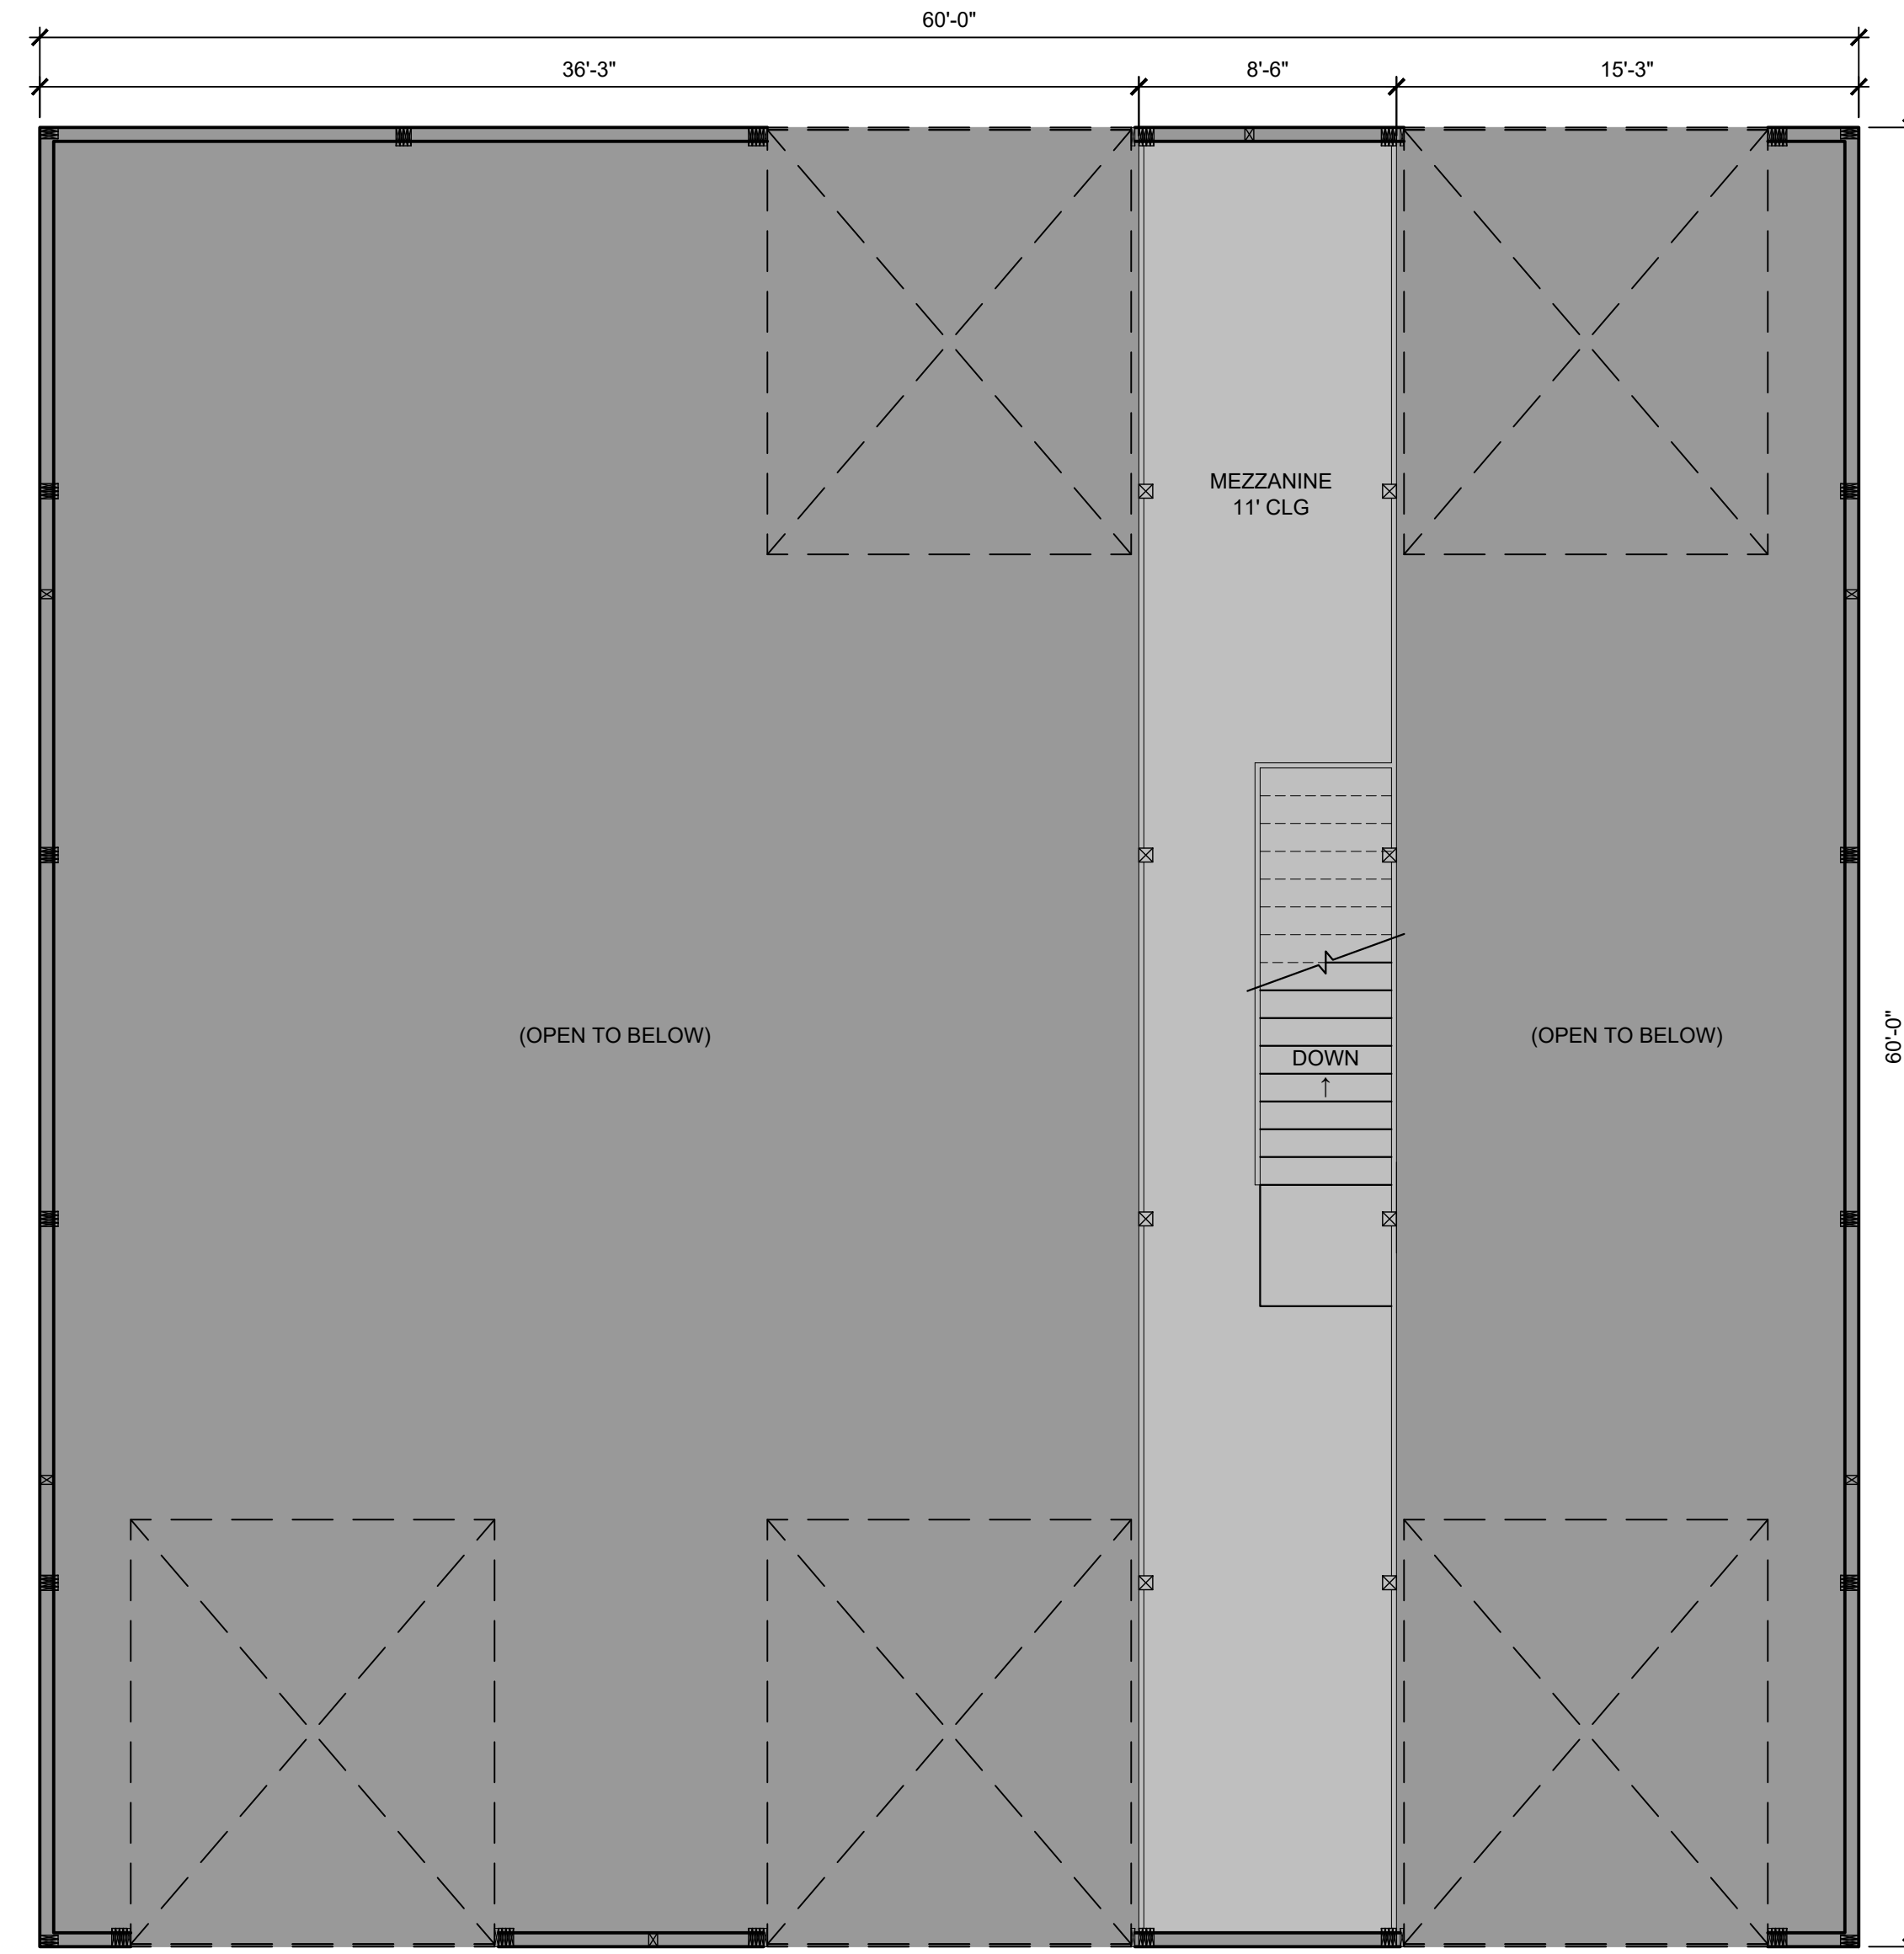 60'-0"
36'-3"
8'-6"
15'-3"
MEZZANINE
11' CLG
(OPEN TO BELOW)
(OPEN TO BELOW)
60'-0"
DOWN
↑